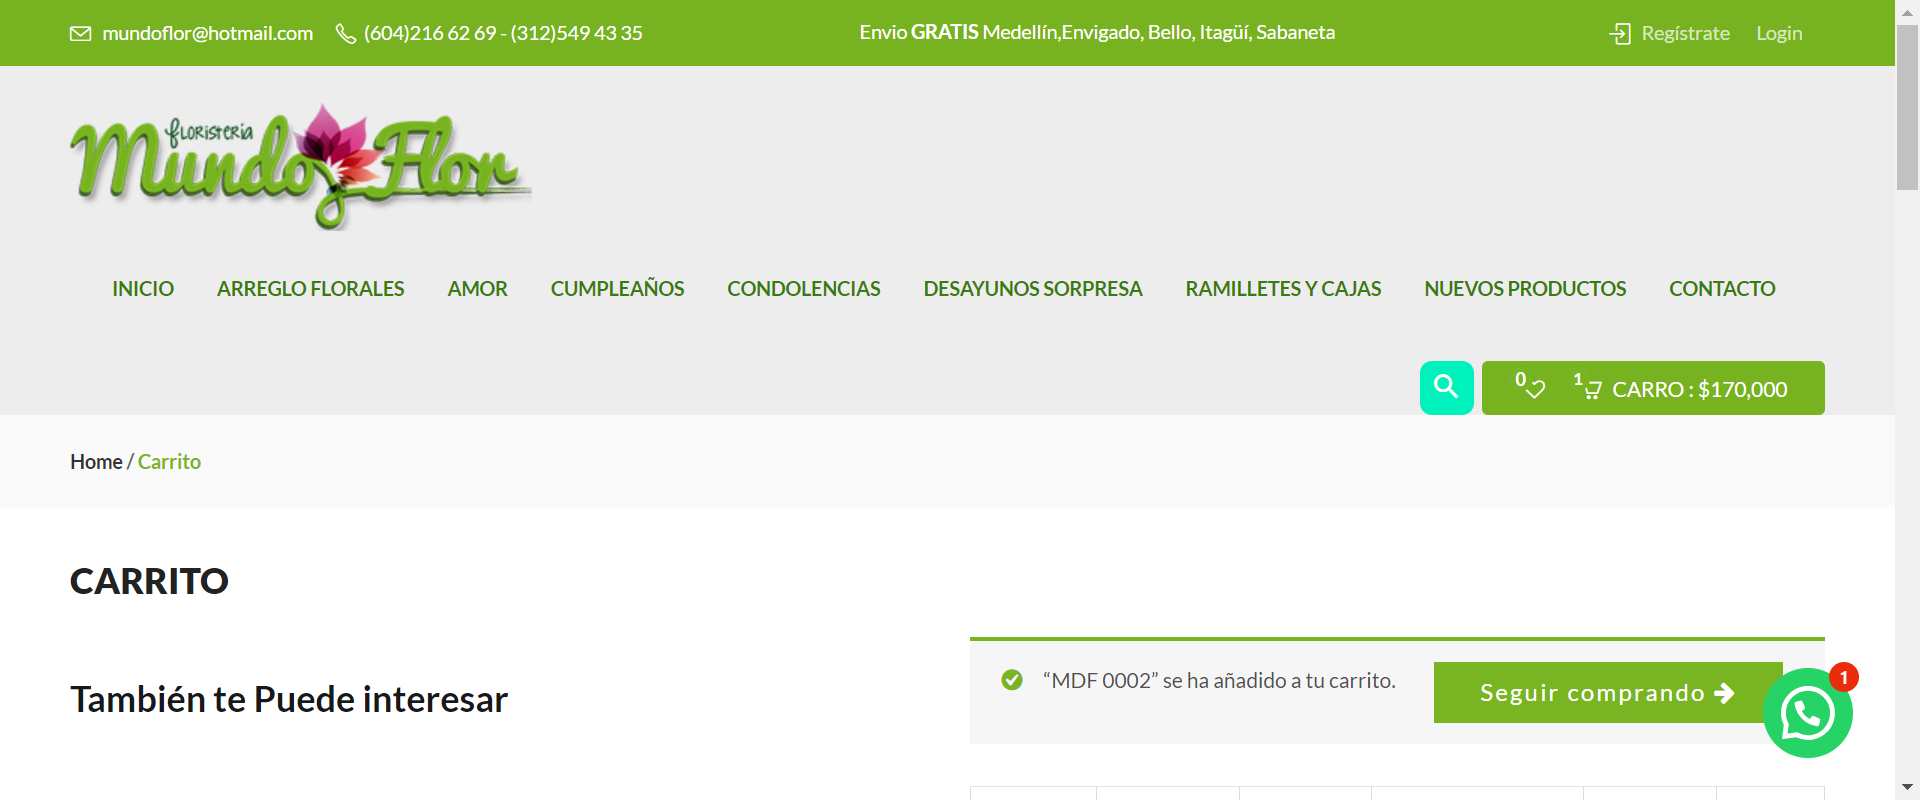 mundoflor@hotmail.com (604)216 62 69 - (312)549 43 35 Envio GRATIS Medellín,Envigado, Bello, Itagüí, Sabaneta Regístrate Login
FLORISTERIA
Mundo Flor
INICIO ARREGLO FLORALES AMOR CUMPLEAÑOS CONDOLENCIAS DESAYUNOS SORPRESA RAMILLETES Y CAJAS NUEVOS PRODUCTOS CONTACTO
0 1 CARRO : $170,000
Home / Carrito
CARRITO
También te Puede interesar
“MDF 0002” se ha añadido a tu carrito. Seguir comprando
1